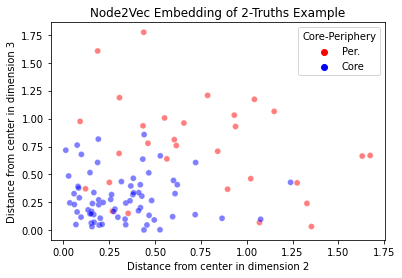 Node2Vec Embedding of 2-Truths Example
Core-Periphery
Per.
Core
Distance from center in dimension 3
1.75
1.50
1.25
1.00
0.75
0.50
0.25
0.00
0.00 0.25 0.50 0.75 1.00 1.25 1.50 1.75
Distance from center in dimension 2